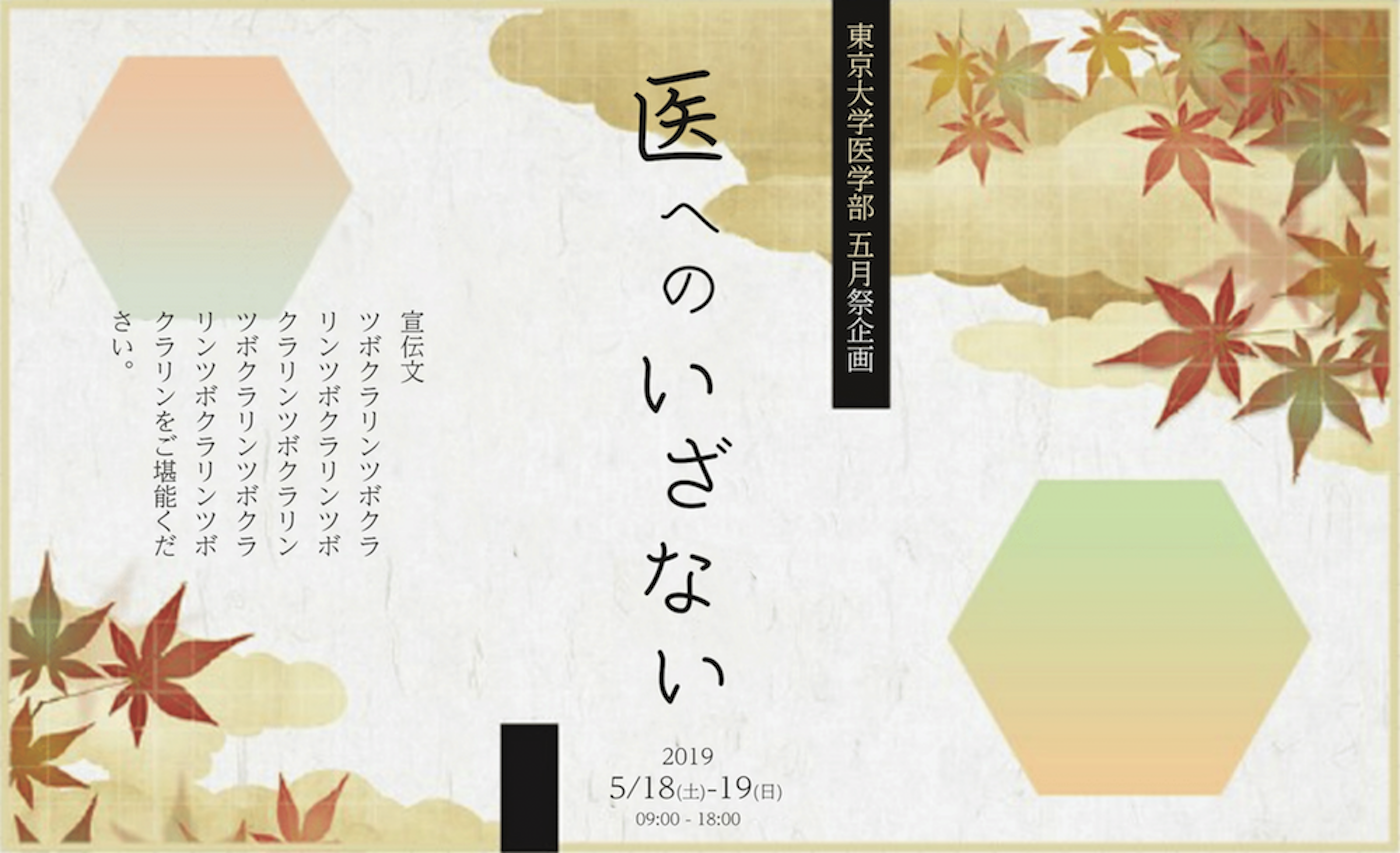 東京大学医学部 五月祭企画
医へのいざない
2019
5/18(土)-19(日)
09:00 - 18:00
宣伝文
ツボクラリンツボクラ
リンツボクラリンツボ
クラリンツボクラリン
ツボクラリンツボクラ
リンツボクラリンツボ
クラリンをご堪能くだ
さい。